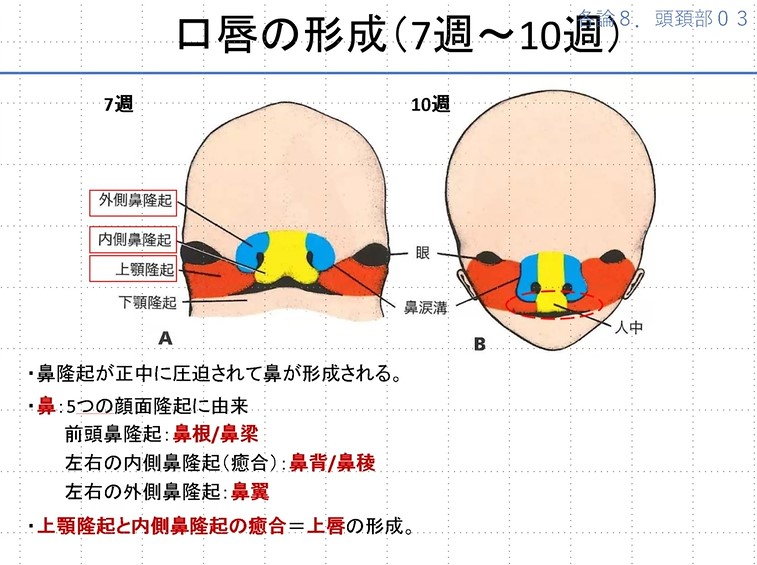 各論８．頭頚部０３
口唇の形成（7週～10週）
7週
10週
外側鼻隆起
内側鼻隆起
上顎隆起
下顎隆起
眼
鼻涙溝
人中
A
B
・鼻隆起が正中に圧迫されて鼻が形成される。
・鼻：5つの顔面隆起に由来
前頭鼻隆起：鼻根/鼻梁
左右の内側鼻隆起（癒合）：鼻背/鼻稜
左右の外側鼻隆起：鼻翼
・上顎隆起と内側鼻隆起の癒合＝上唇の形成。